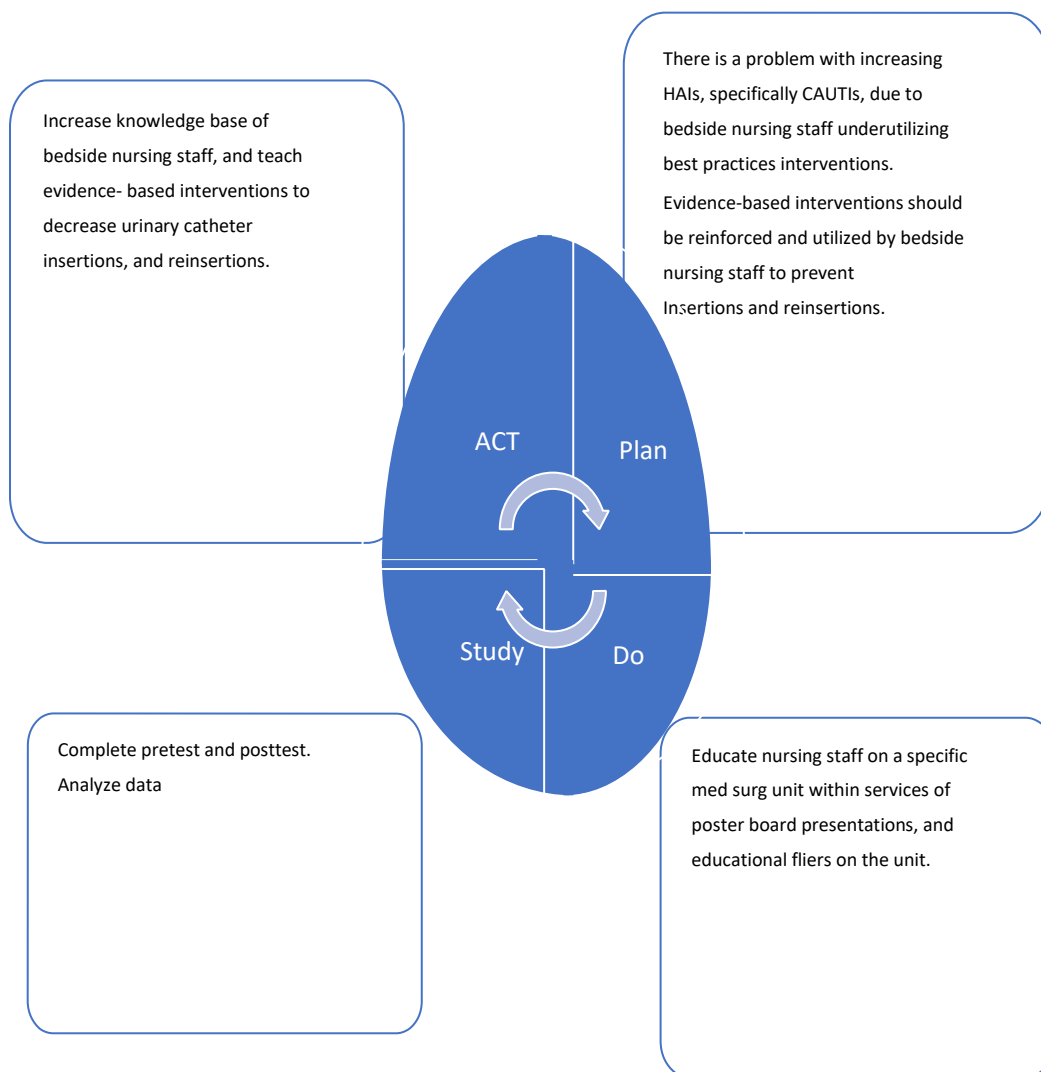 Increase knowledge base of
bedside nursing staff, and teach
evidence- based interventions to
decrease urinary catheter
insertions, and reinsertions.
There is a problem with increasing
HAIs, specifically CAUTIs, due to
bedside nursing staff underutilizing
best practices interventions.
Evidence-based interventions should
be reinforced and utilized by bedside
nursing staff to prevent
Insertions and reinsertions.
ACT
Plan
Study
Do
Complete pretest and posttest.
Analyze data
Educate nursing staff on a specific
med surg unit within services of
poster board presentations, and
educational fliers on the unit.